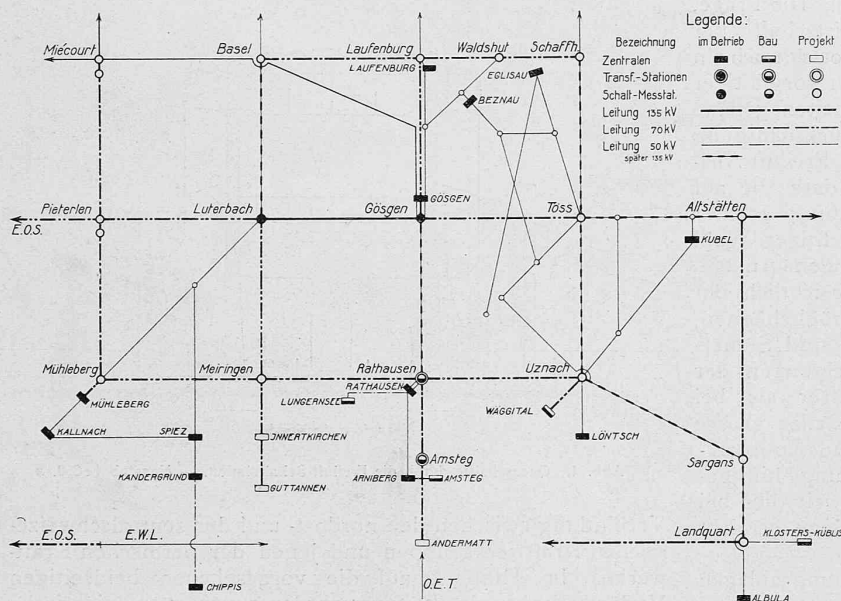 Legende:
Bezeichnung im Betrieb Bau Projekt
Zentralen
Transf.-Stationen
Schalt-Messtat.
Leitung 135 kV
Leitung 70 kV
Leitung 50 kV
später 135 kV
Miécourt Basel Laufenburg Waldshut Schaffh.
LAUFENBURG EGLISAU BEZNAU
GÖSGEN
Pieterlen Luterbach Gösgen Töss Altstätten
E.O.S.
KUBEL
Mühleberg Meiringen Rathausen Uznach
RATHAUSEN
MÜHLEBERG LUNGERNSEE WAGGITAL
KALLNACH SPIEZ INNERTKIRCHEN LÖNTSCH
Amsteg Sargans
KANDERGRUND GUTTANNEN ARNIBERG AMSTEG
E.O.S. E.W.L. ANDERMATT Landquart KLOSTERS-KÜBLIS
CHIPPIS O.E.T ALBULA